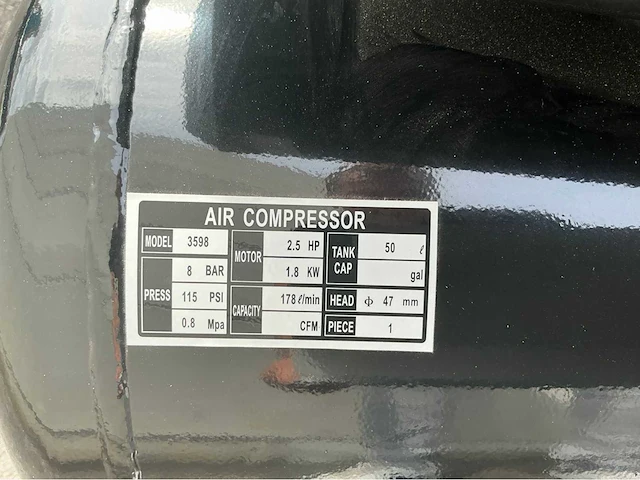 AIR COMPRESSOR
MODEL 3598
PRESS 8 BAR
115 PSI
0.8 Mpa
MOTOR 2.5 HP
1.8 KW
CAPACITY 178 ℓ/min
CFM
TANK CAP 50 ℓ
gal
HEAD ϕ 47 mm
PIECE 1